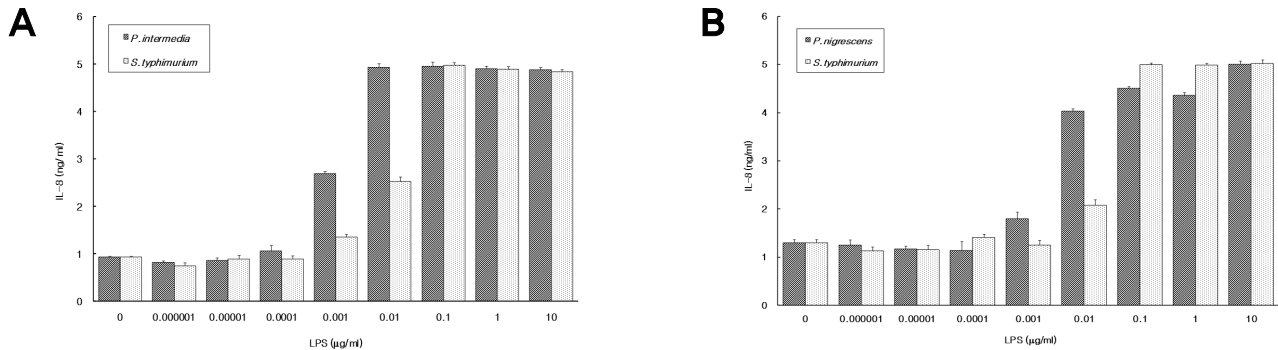 A
6
5
4
3
2
1
0
IL-8 (ng/ml)
P. intermedia
S. typhimurium
0 0.000001 0.00001 0.0001 0.001 0.01 0.1 1 10
LPS (μg/ml)
B
6
5
4
3
2
1
0
IL-8 (ng/ml)
P. nigrescens
S. typhimurium
0 0.000001 0.00001 0.0001 0.001 0.01 0.1 1 10
LPS (μg/ml)